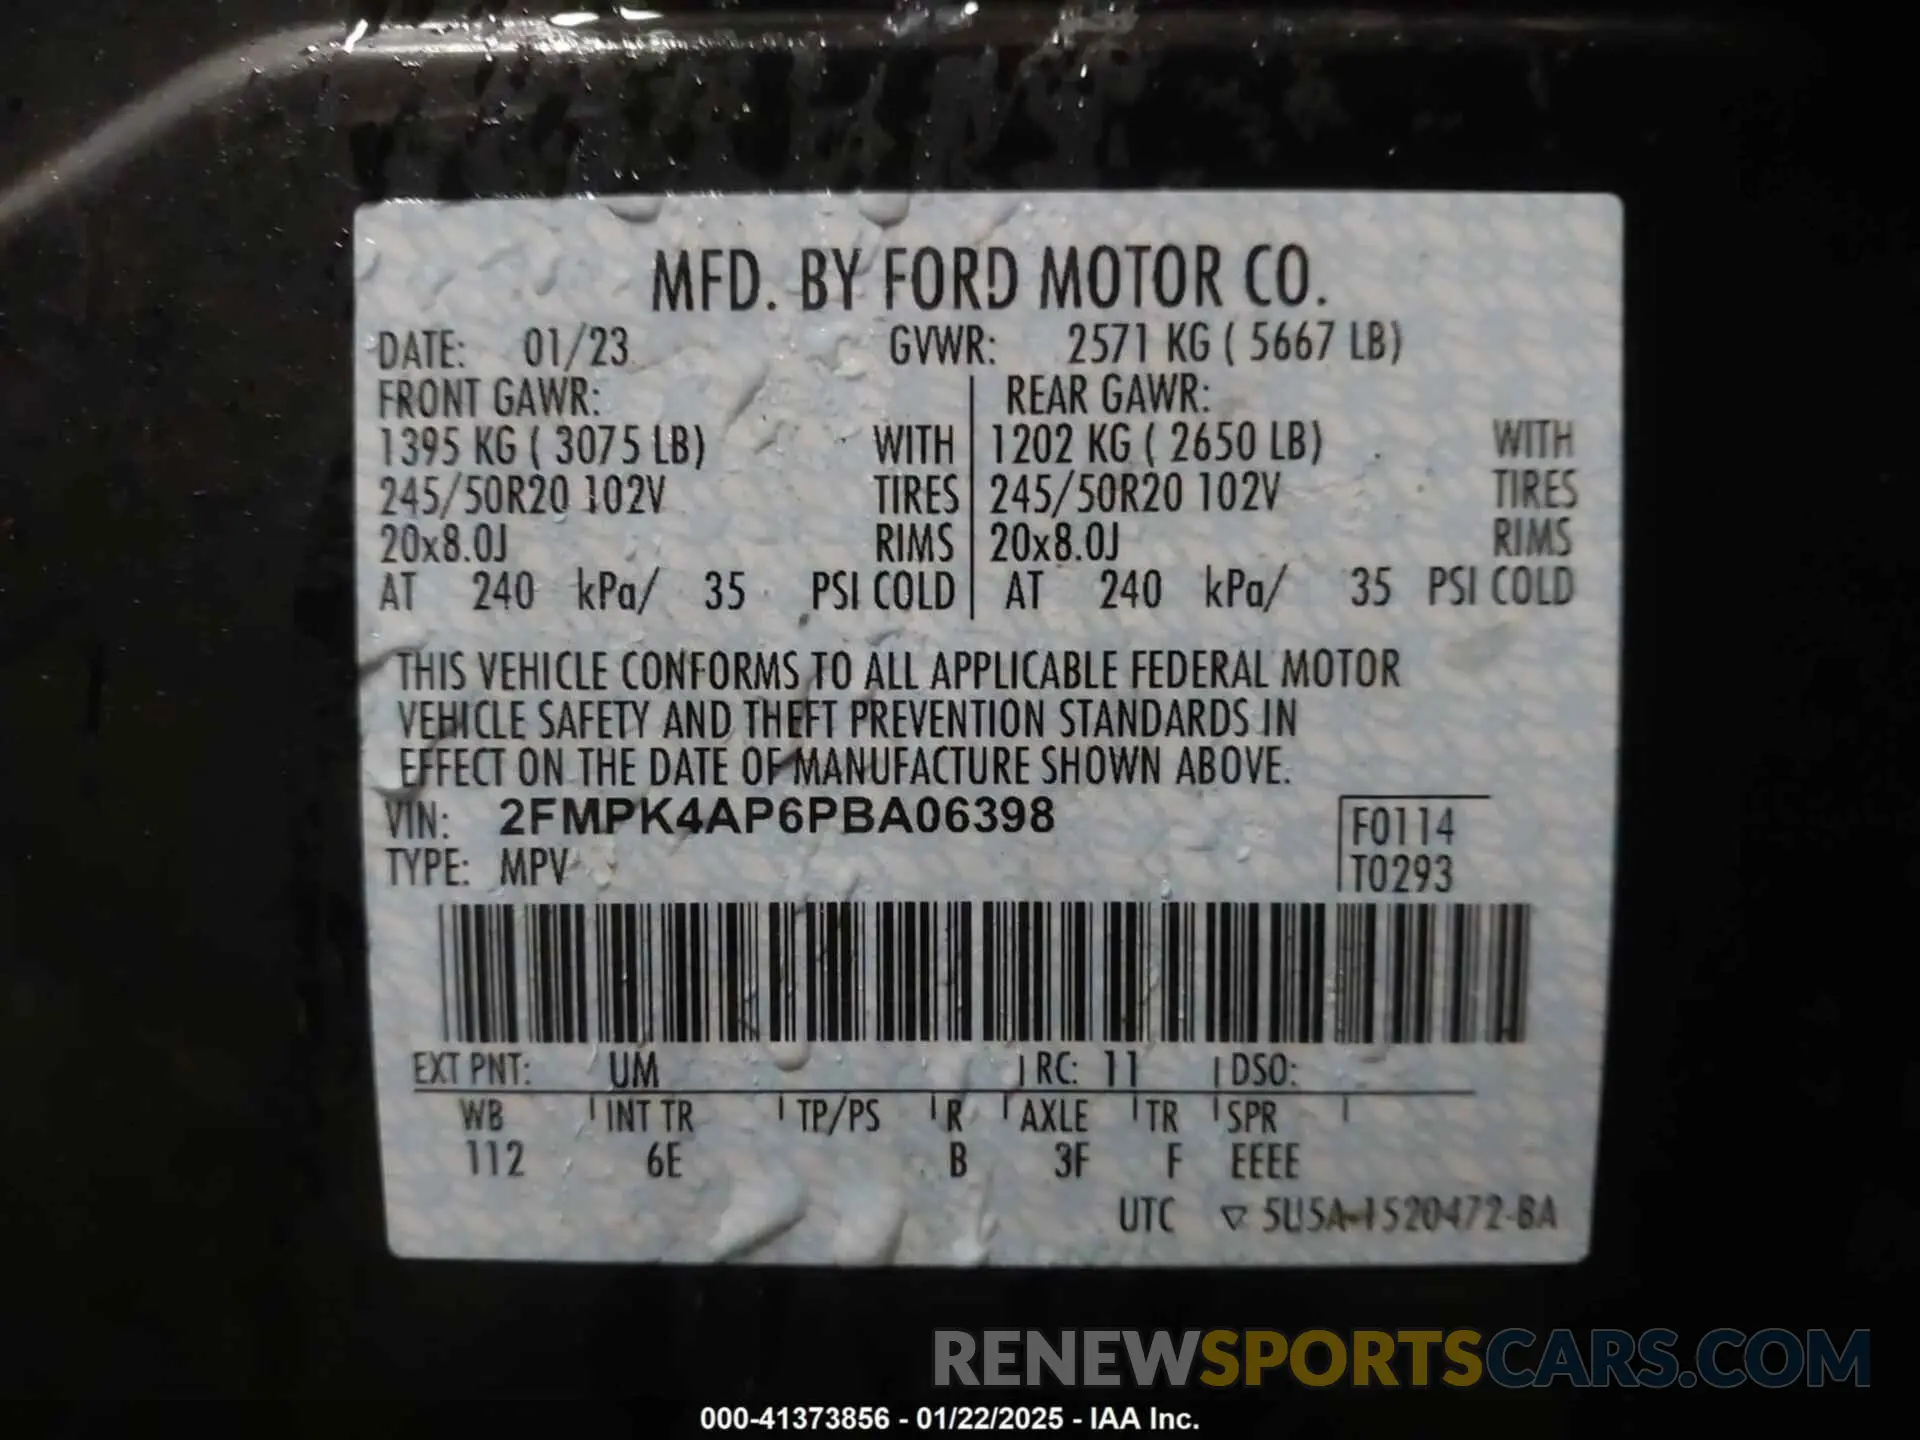 MFD. BY FORD MOTOR CO.
DATE: 01/23 GVWR: 2571 KG ( 5667 LB)
FRONT GAWR: REAR GAWR:
1395 KG ( 3075 LB) WITH 1202 KG ( 2650 LB) WITH
245/50R20 102V TIRES 245/50R20 102V TIRES
20x8.0J RIMS 20x8.0J RIMS
AT 240 kPa/ 35 PSI COLD AT 240 kPa/ 35 PSI COLD
THIS VEHICLE CONFORMS TO ALL APPLICABLE FEDERAL MOTOR
VEHICLE SAFETY AND THEFT PREVENTION STANDARDS IN
EFFECT ON THE DATE OF MANUFACTURE SHOWN ABOVE.
VIN: 2FMPK4AP6PBA06398 F0114
TYPE: MPV T0293
EXT PNT: UM RC: 11 DSO:
WB INT TR TP/PS R AXLE TR SPR
112 6E B 3F F EEEE
UTC ▽ 5U5A-1520472-BA
RENEWSPORTSCARS.COM
000-41373856 - 01/22/2025 - IAA Inc.